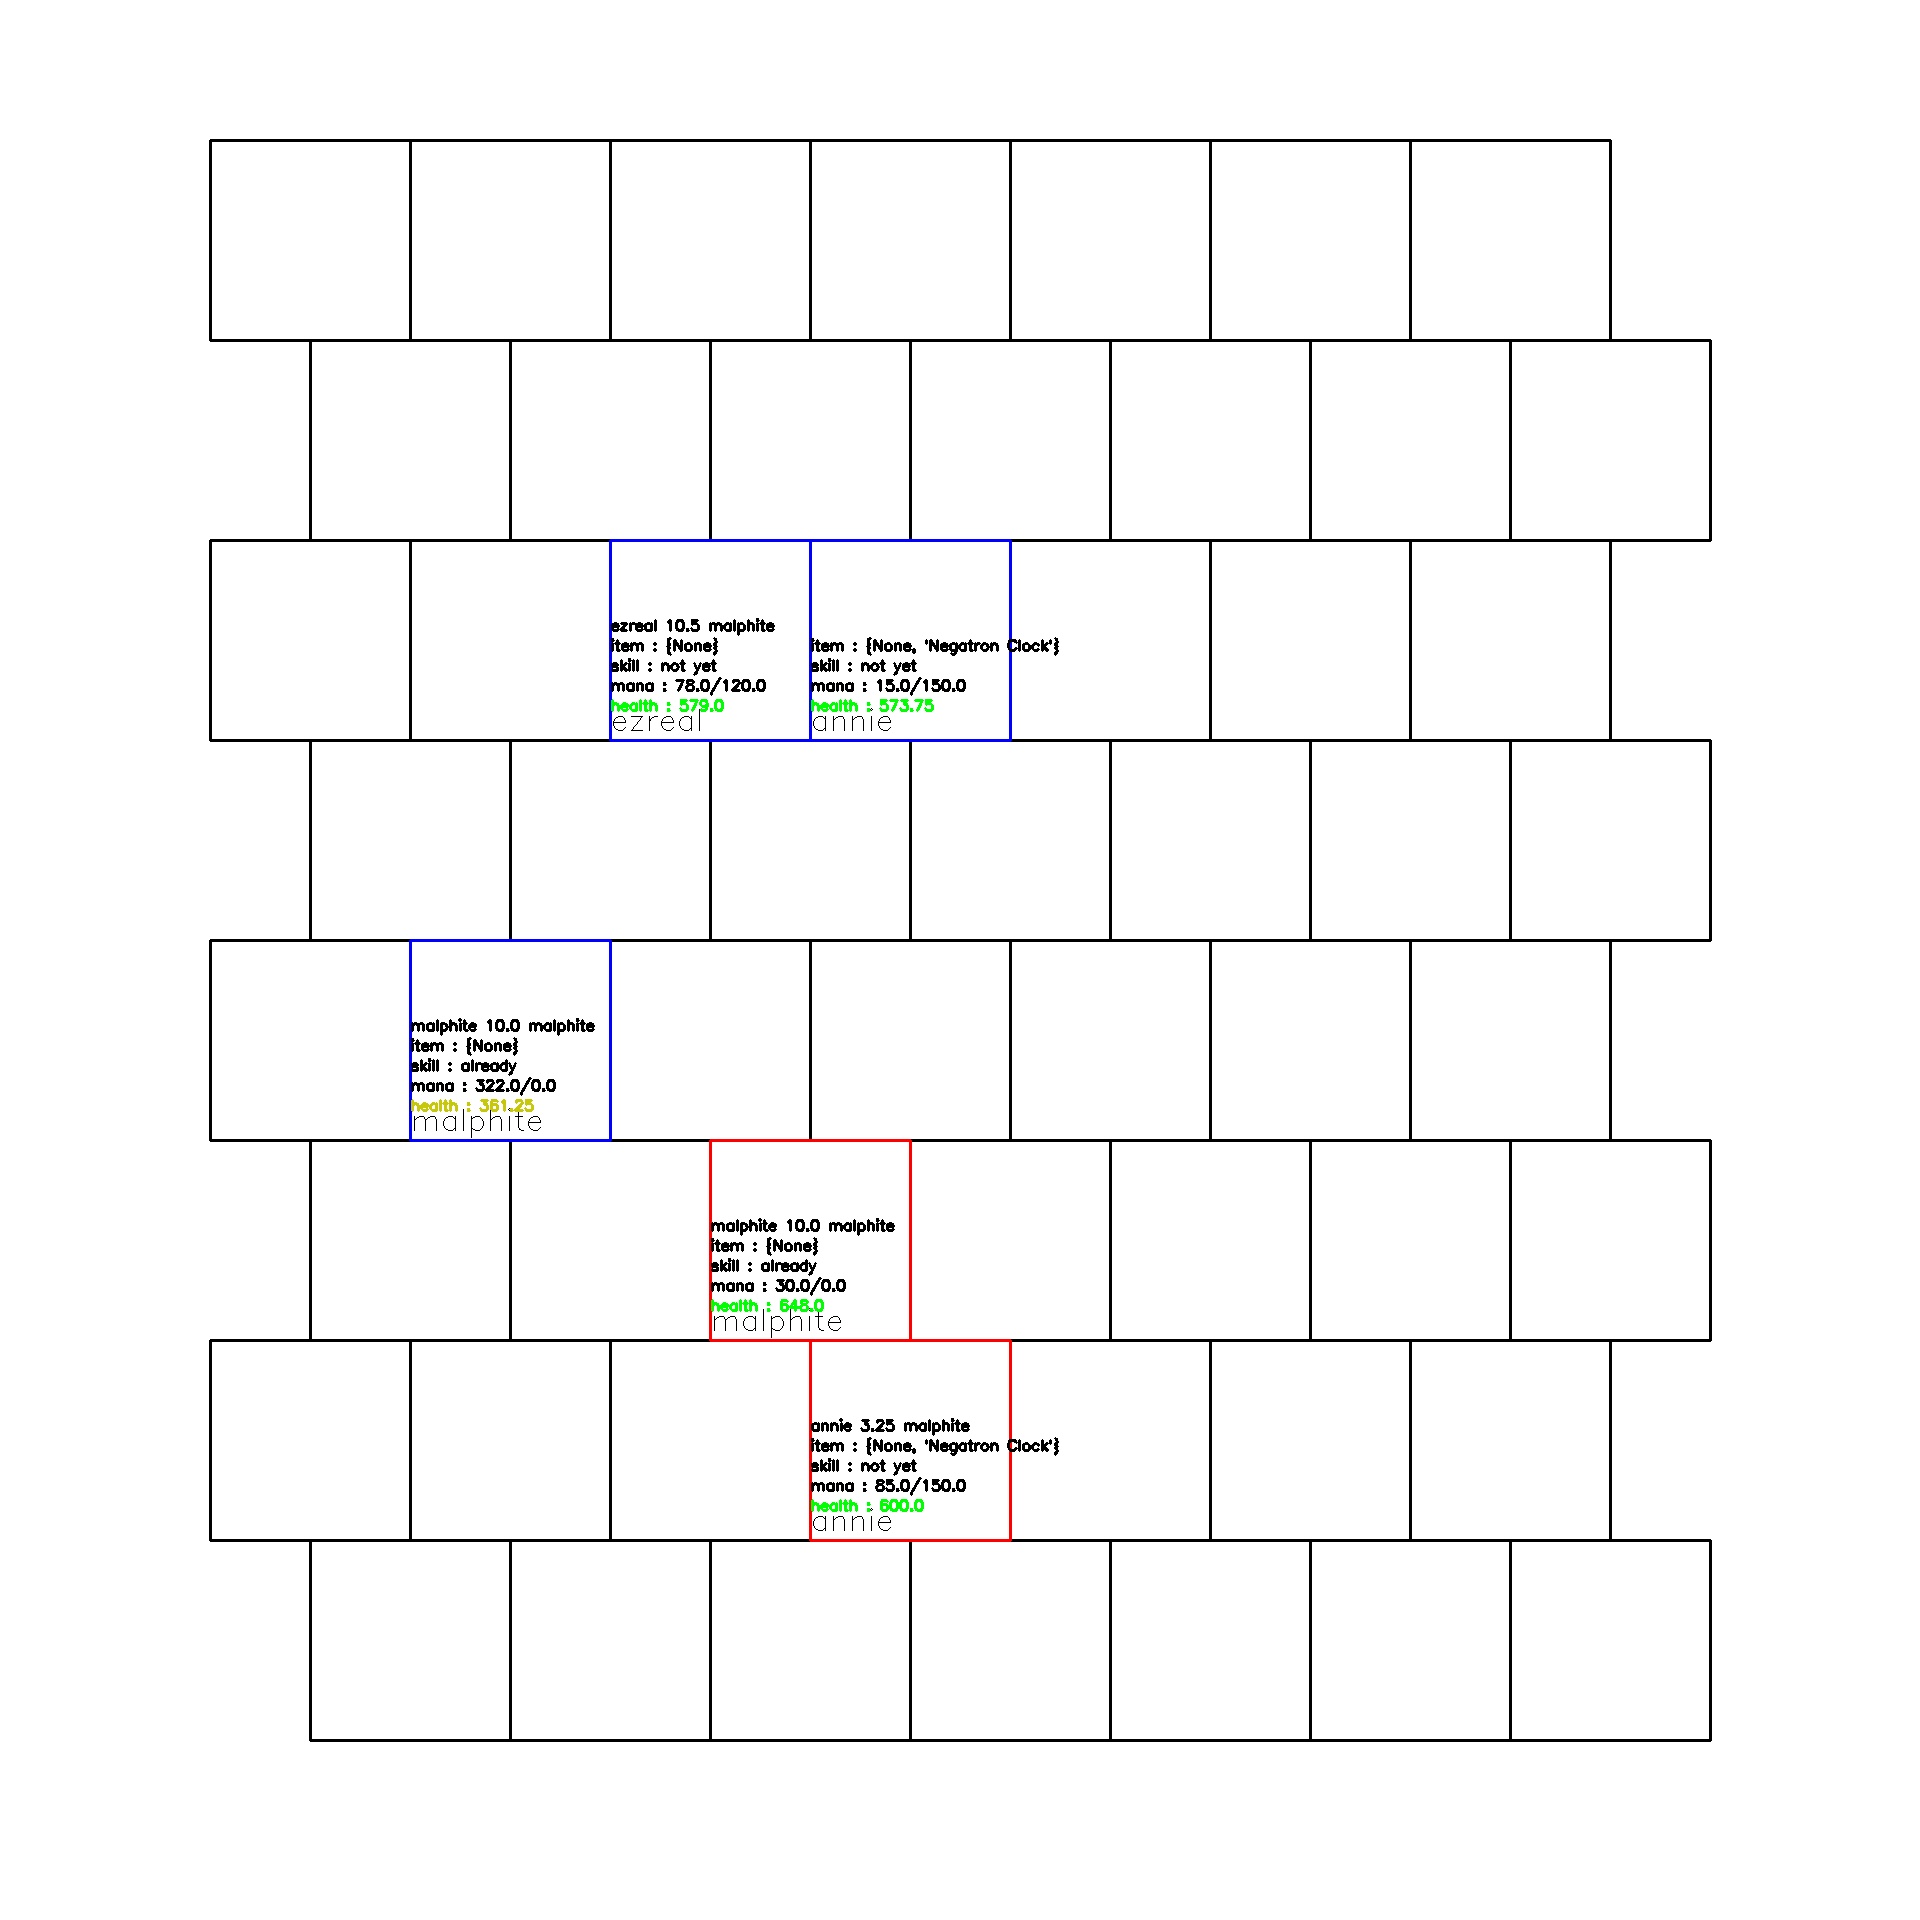 ezreal 10.5 malphite
item : {None}
skill : not yet
mana : 78.0/120.0
health : 579.0
ezreal
item : {None, 'Negatron Clock'}
skill : not yet
mana : 15.0/150.0
health : 573.75
annie
malphite 10.0 malphite
item : {None}
skill : already
mana : 322.0/0.0
health : 361.25
malphite
malphite 10.0 malphite
item : {None}
skill : already
mana : 30.0/0.0
health : 648.0
malphite
annie 3.25 malphite
item : {None, 'Negatron Clock'}
skill : not yet
mana : 85.0/150.0
health : 600.0
annie